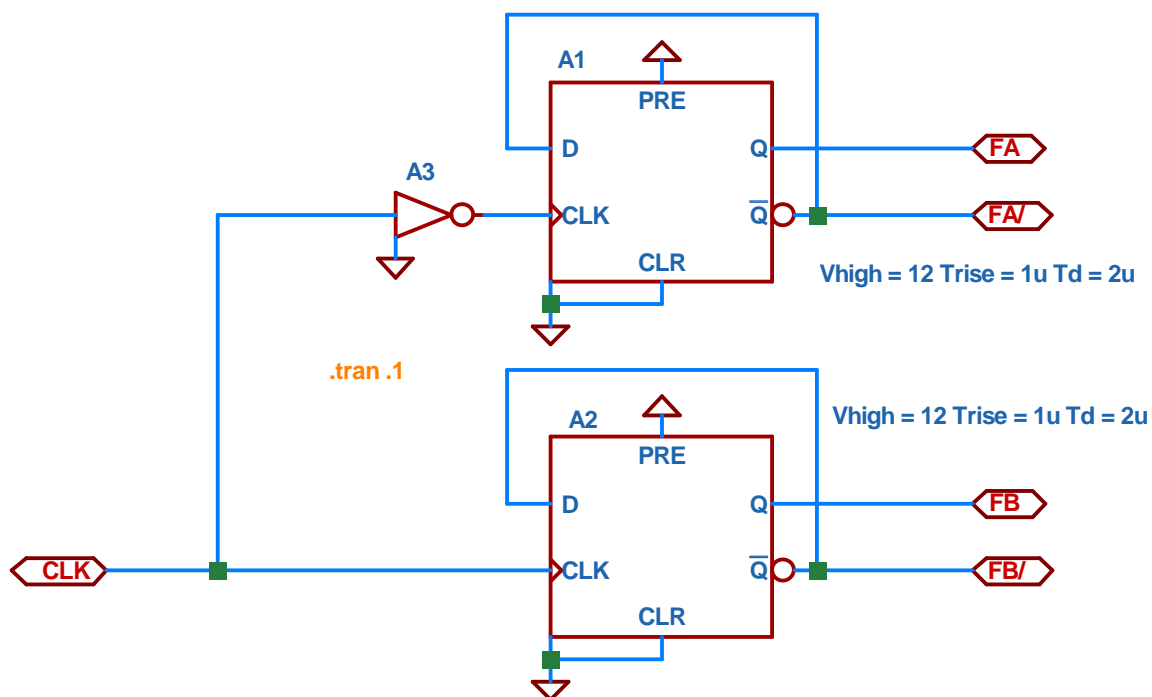 A1
PRE
D
Q
FA
A3
CLK
Q
FA/
CLR
Vhigh = 12 Trise = 1u Td = 2u
.tran .1
A2
Vhigh = 12 Trise = 1u Td = 2u
PRE
D
Q
FB
CLK
CLK
Q
FB/
CLR